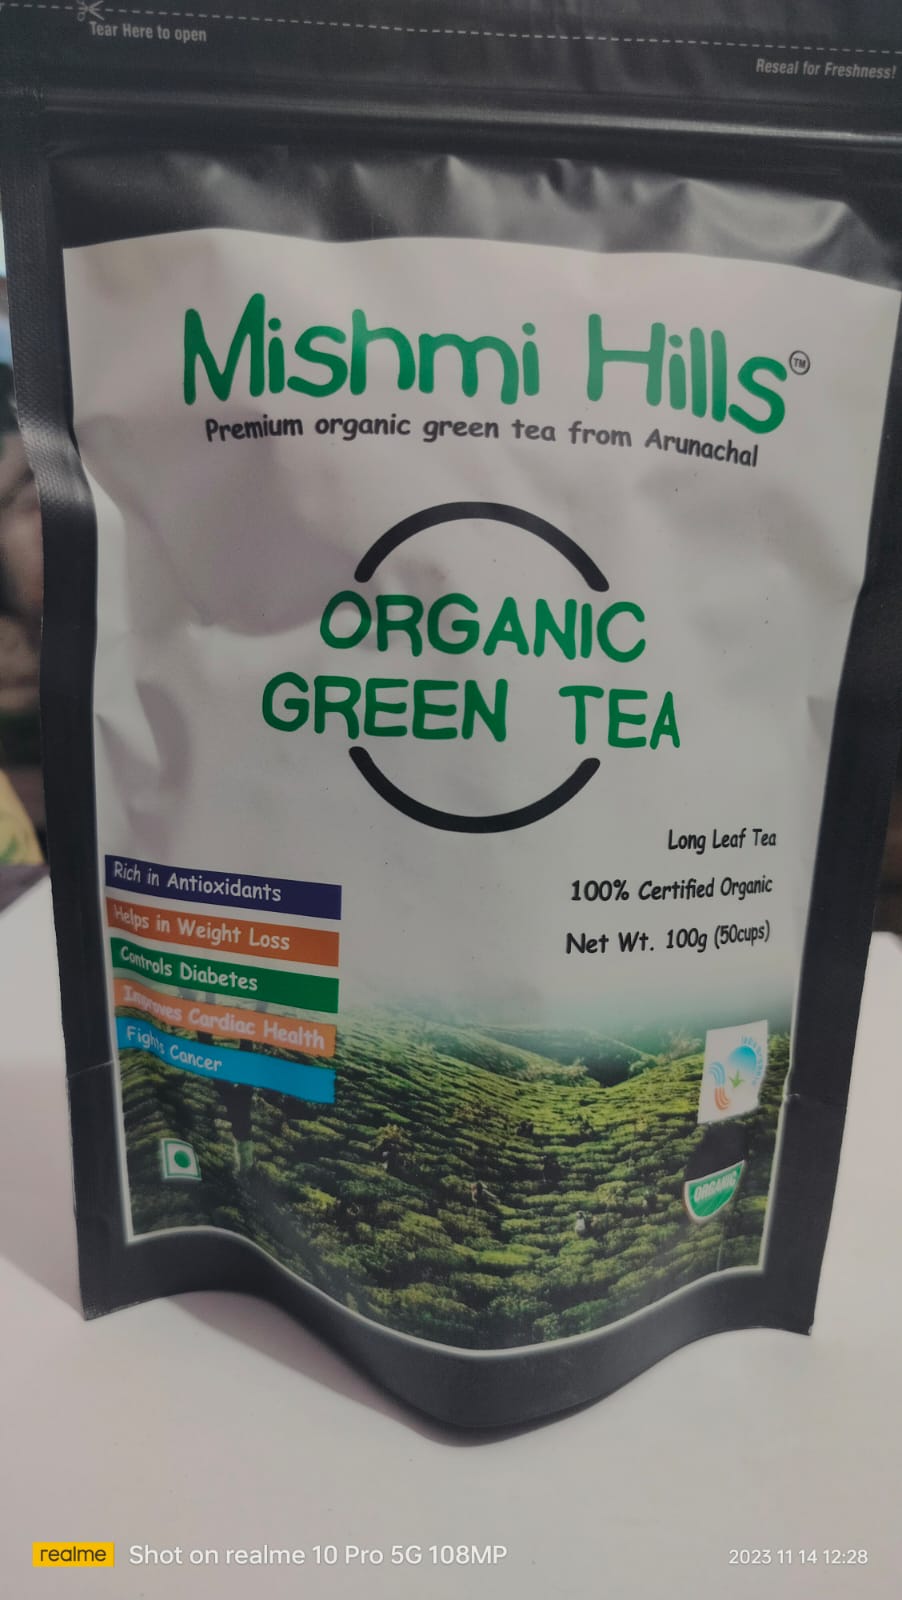 Tear Here to open
Reseal for Freshness!
Mishmi Hills™
Premium organic green tea from Arunachal
ORGANIC
GREEN TEA
Long Leaf Tea
100% Certified Organic
Net Wt. 100g (50cups)
Rich in Antioxidants
Helps in Weight Loss
Controls Diabetes
Improves Cardiac Health
Fights Cancer
ORGANIC
realme Shot on realme 10 Pro 5G 108MP
2023 11 14 12:28